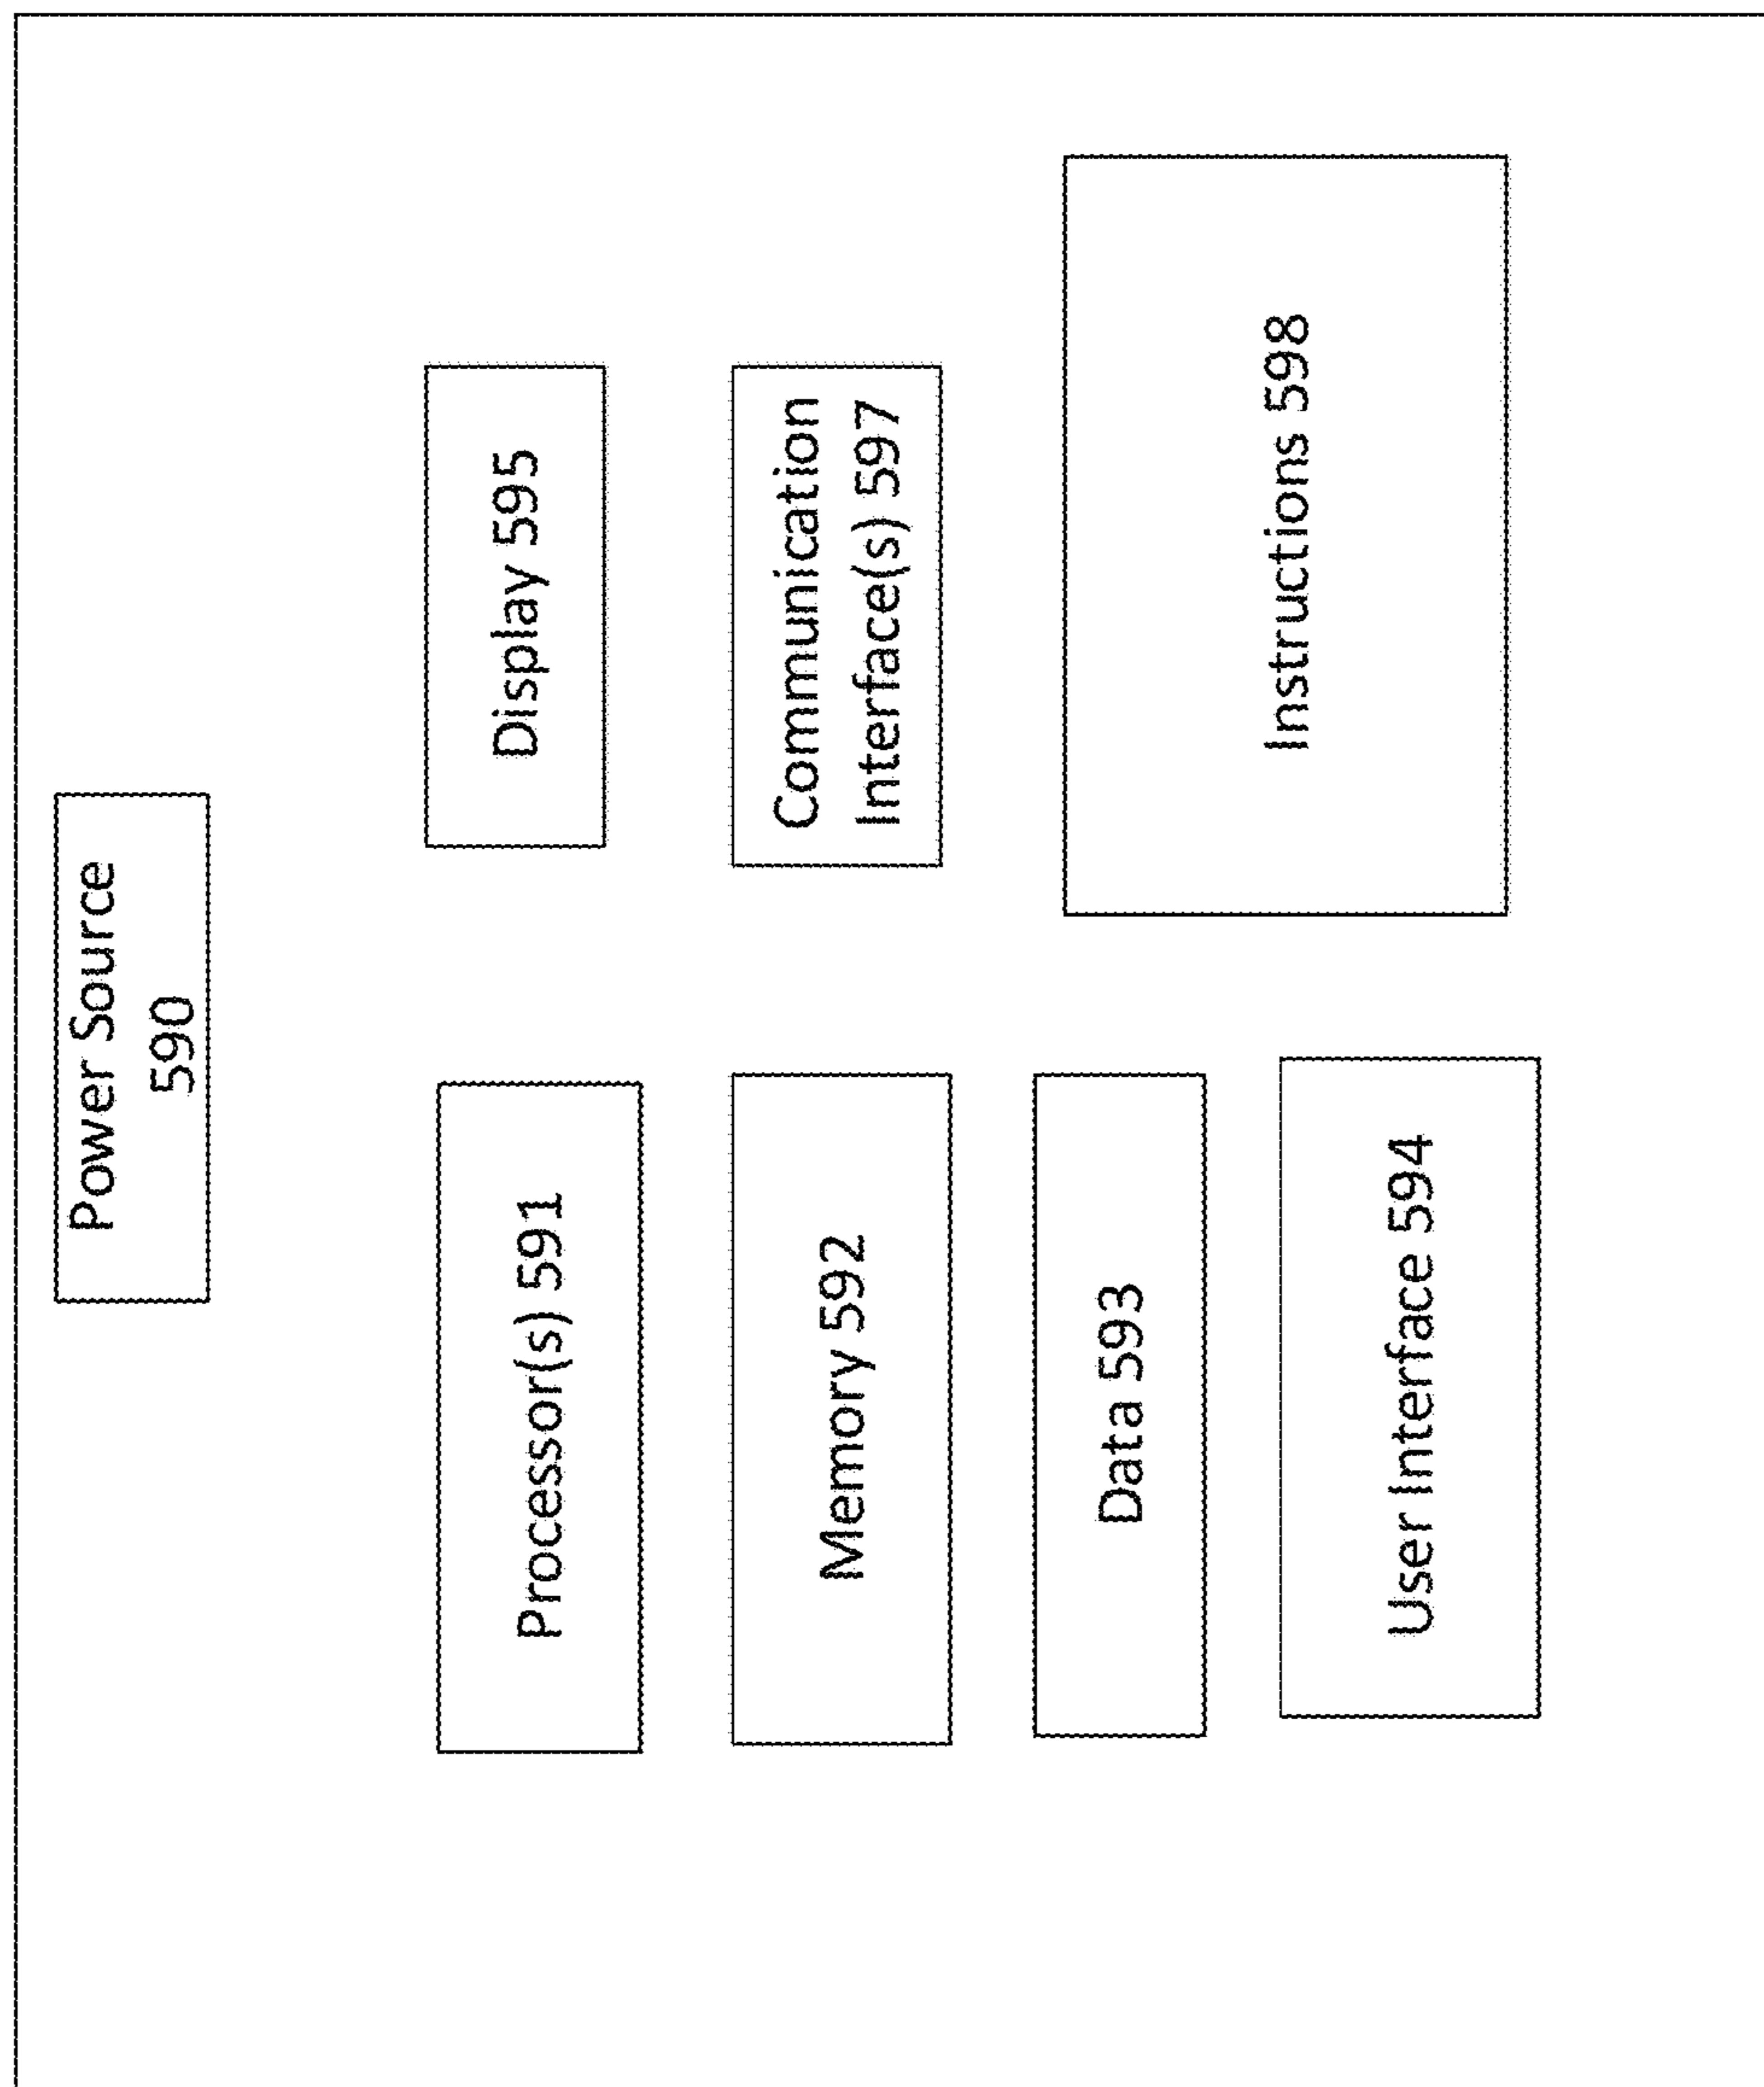 Power Source
590
Processor(s) 591
Display 595
Memory 592
Communication
Interface(s) 597
Data 593
Instructions 598
User Interface 594